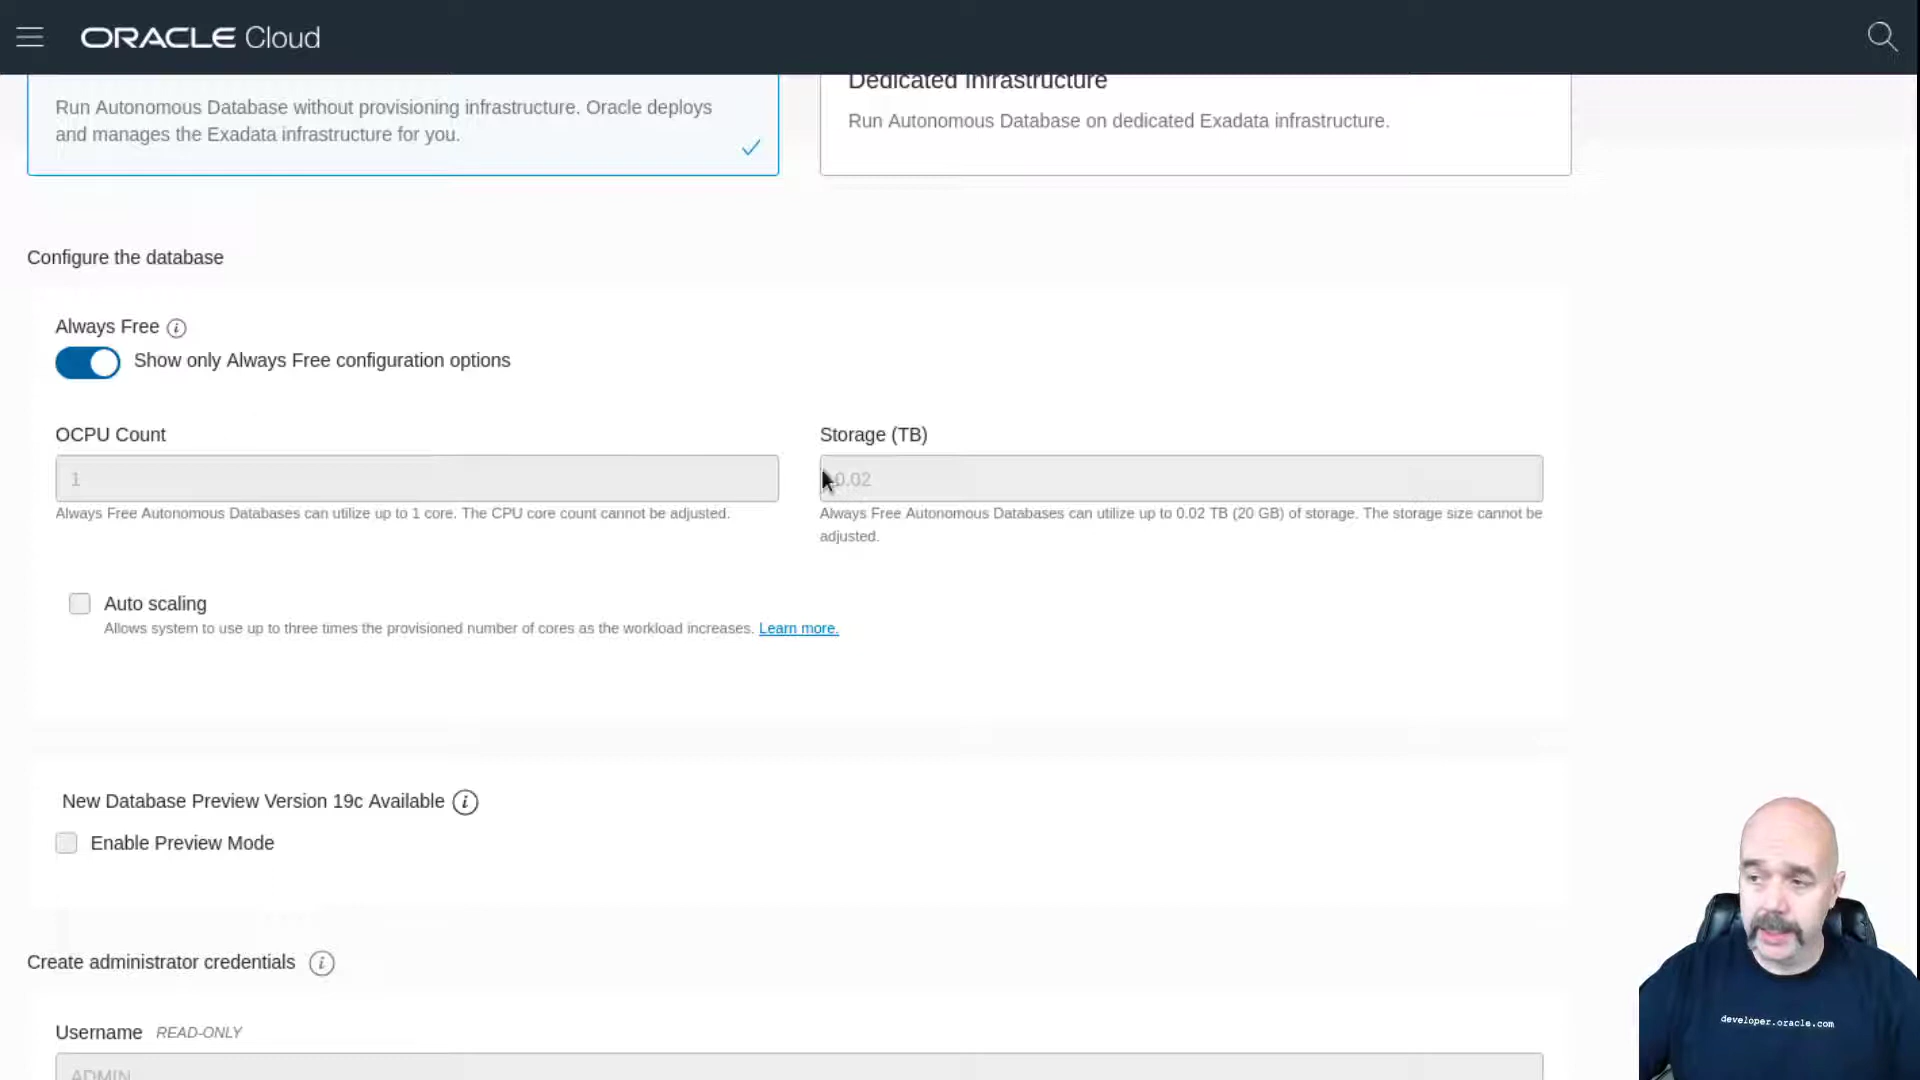 ORACLE Cloud
Run Autonomous Database without provisioning infrastructure. Oracle deploys
and manages the Exadata infrastructure for you.
Dedicated Infrastructure
Run Autonomous Database on dedicated Exadata infrastructure.
Configure the database
Always Free
Show only Always Free configuration options
OCPU Count
1
Always Free Autonomous Databases can utilize up to 1 core. The CPU core count cannot be adjusted.
Storage (TB)
0.02
Always Free Autonomous Databases can utilize up to 0.02 TB (20 GB) of storage. The storage size cannot be
adjusted.
Auto scaling
Allows system to use up to three times the provisioned number of cores as the workload increases. Learn more.
New Database Preview Version 19c Available
Enable Preview Mode
Create administrator credentials
Username READ-ONLY
ADMIN
developer.oracle.com